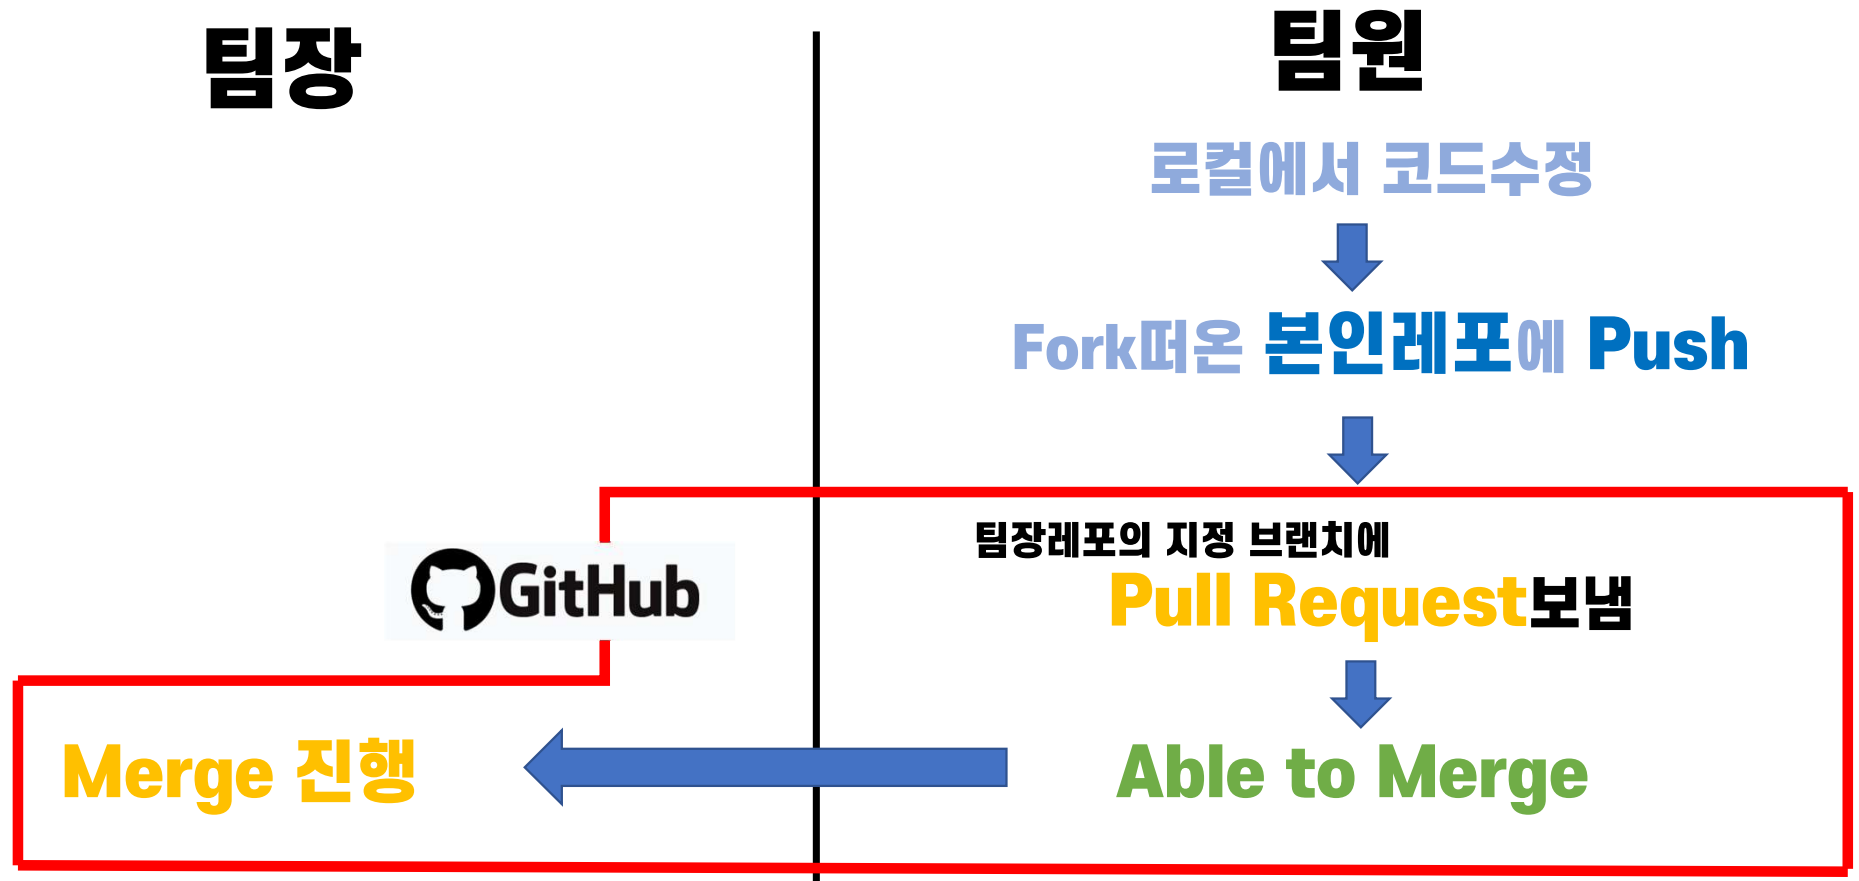 팀장
팀원
로컬에서 코드수정
Fork떠온 본인레포에 Push
팀장레포의 지정 브랜치에
Pull Request보냄
GitHub
Able to Merge
Merge 진행